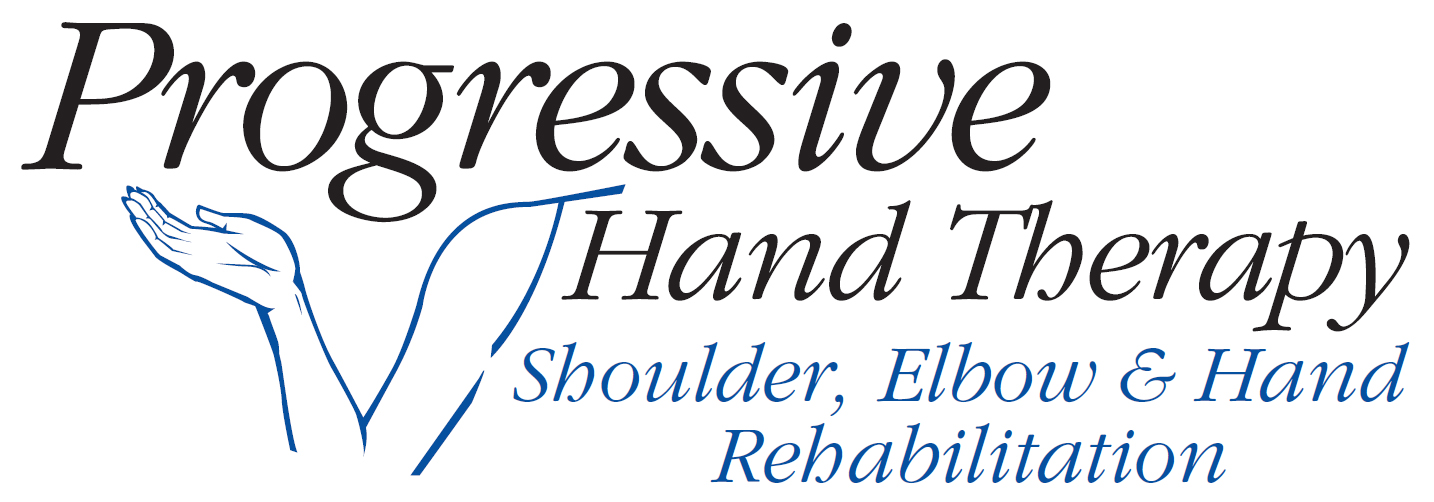 Progressive
Hand Therapy
Shoulder, Elbow & Hand
Rehabilitation